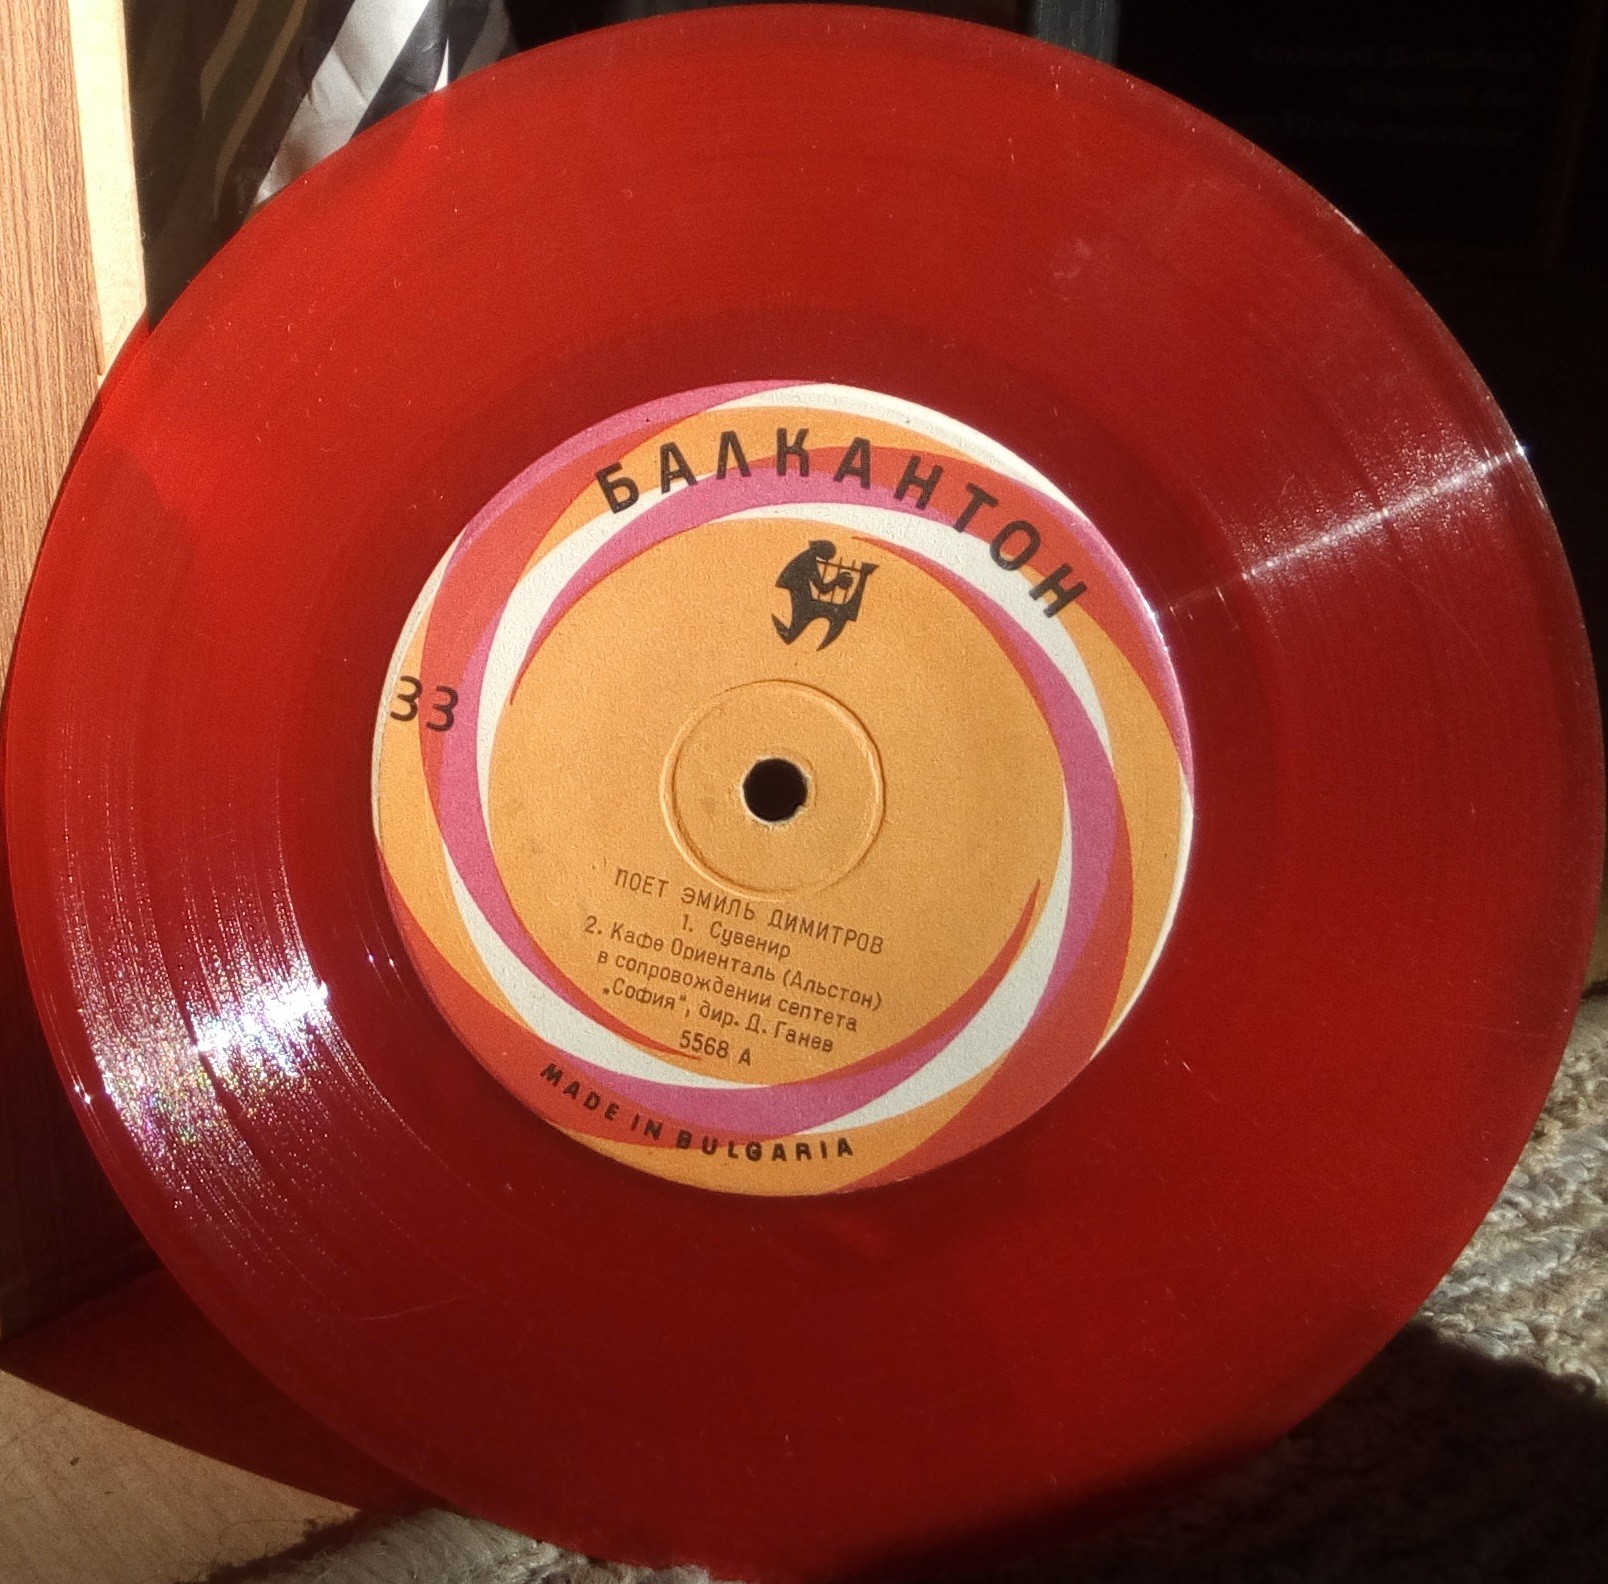 БАЛКАНТОН
33
ПОЕТ ЭМИЛЬ ДИМИТРОВ
1. Сувенир
2. Кафе Ориенталь (Альстон)
в сопровождении септета
„София“, дир. Д. Ганев
5568 А
MADE IN BULGARIA